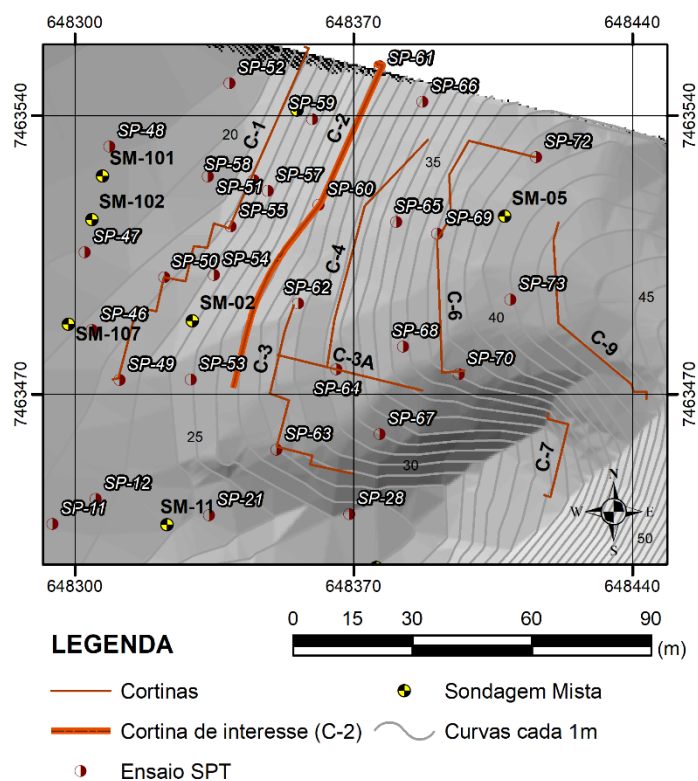 648300 648370 648440
7463540
7463540
7463470
7463470
SP-52
SP-61
SP-59
SP-66
20
C-1
C-2
SP-48
SM-101
SP-58
SP-57
35
SP-72
SP-51
SM-102
SP-60
SP-55
SP-65
SP-69
SM-05
SP-47
SP-50
SP-54
C-4
SM-02
SP-62
SP-73
45
SP-46
SM-107
40
C-6
SP-49
SP-53
C-3
C-3A
SP-68
C-9
SP-64
SP-70
SP-67
25
SP-63
30
C-7
SP-12
SP-11
SM-11
SP-21
SP-28
N
W E
S
50
648300 648370 648440
0 15 30 60 90
(m)
LEGENDA
Cortinas
Sondagem Mista
Cortina de interesse (C-2)
Curvas cada 1m
Ensaio SPT